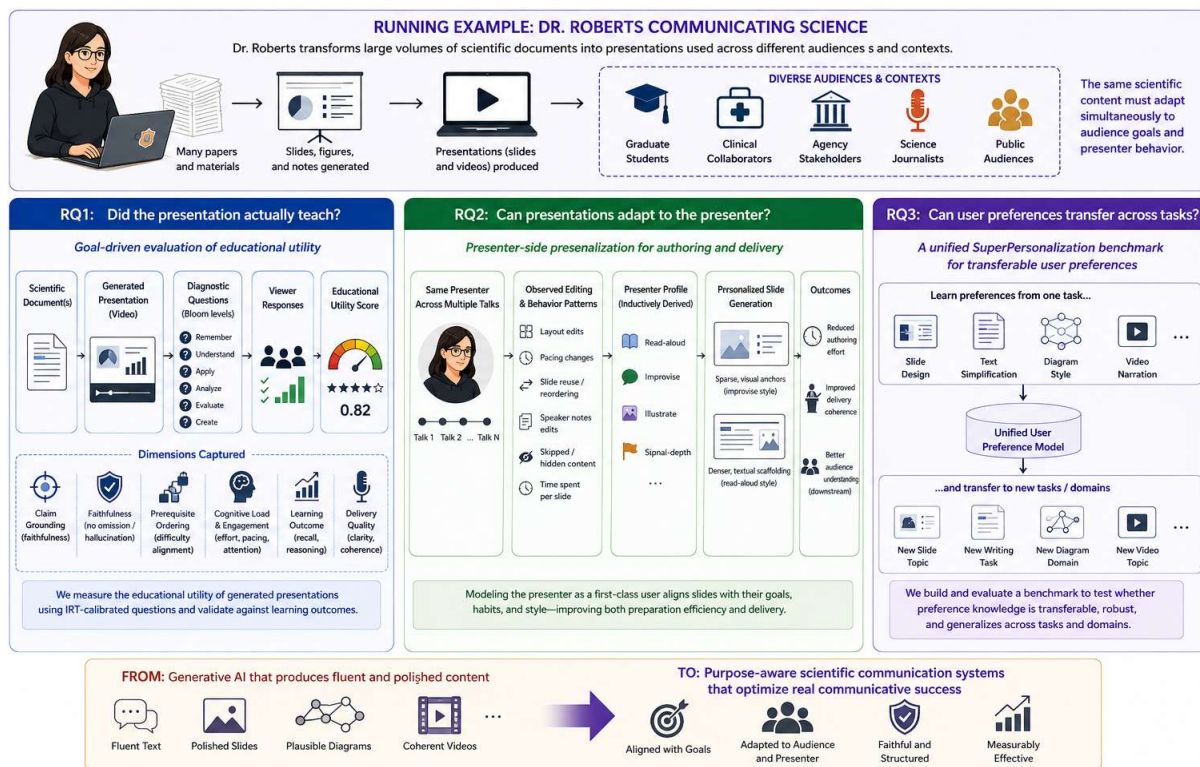 RUNNING EXAMPLE: DR. ROBERTS COMMUNICATING SCIENCE
Dr. Roberts transforms large volumes of scientific documents into presentations used across different audiences s and contexts.
Many papers
and materials
Slides, figures,
and notes generated
Presentations (slides
and videos) produced
DIVERSE AUDIENCES & CONTEXTS
Graduate
Students
Clinical
Collaborators
Agency
Stakeholders
Science
Journalists
Public
Audiences
The same scientific
content must adapt
simultaneously to
audience goals and
presenter behavior.
RQ1: Did the presentation actually teach?
Goal-driven evaluation of educational utility
Scientific
Document(s)
Generated
Presentation
(Video)
Diagnostic
Questions
(Bloom levels)
? Remember
? Understand
? Apply
? Analyze
? Evaluate
? Create
Viewer
Responses
Educational
Utility Score
0.82
Dimensions Captured
Claim
Grounding
(faithfulness)
Faithfulness
(no omission /
hallucination)
Prerequisite
Ordering
(difficulty
alignment)
Cognitive Load
& Engagement
(effort, pacing,
attention)
Learning
Outcome
(recall,
reasoning)
Delivery
Quality
(clarity,
coherence)
We measure the educational utility of generated presentations
using IRT-calibrated questions and validate against learning outcomes.
RQ2: Can presentations adapt to the presenter?
Presenter-side presenalization for authoring and delivery
Same Presenter
Across Multiple Talks
Talk 1 Talk 2 ... Talk N
Observed Editing
& Behavior Patterns
Layout edits
Pacing changes
Slide reuse /
reordering
Speaker notes
edits
Skipped /
hidden content
Time spent
per slide
Presenter Profile
(Inductively Derived)
Read-aloud
Improvise
Illustrate
Sipnal-depth
...
Prsonalized Slide
Generation
Sparse, visual anchors
(improvise style)
Denser, textual scaffolding
(read-aloud style)
Outcomes
Reduced
authoring
effort
Improved
delivery
coherence
Better
audience
understanding
(downstream)
Modeling the presenter as a first-class user aligns slides with their goals,
habits, and style—improving both preparation efficiency and delivery.
RQ3: Can user preferences transfer across tasks?
A unified SuperPersonalization benchmark
for transferable user preferences
Learn preferences from one task...
Slide
Design
Text
Simplification
Diagram
Style
Video
Narration
...
Unified User
Preference Model
...and transfer to new tasks / domains
New Slide
Topic
New Writing
Task
New Diagram
Domain
New Video
Topic
...
We build and evaluate a benchmark to test whether
preference knowledge is transferable, robust,
and generalizes across tasks and domains.
FROM: Generative AI that produces fluent and polished content
Fluent Text
Polished Slides
Plausible Diagrams
Coherent Videos
...
TO: Purpose-aware scientific communication systems
that optimize real communicative success
Aligned with Goals
Adapted to Audience
and Presenter
Faithful and
Structured
Measurably
Effective